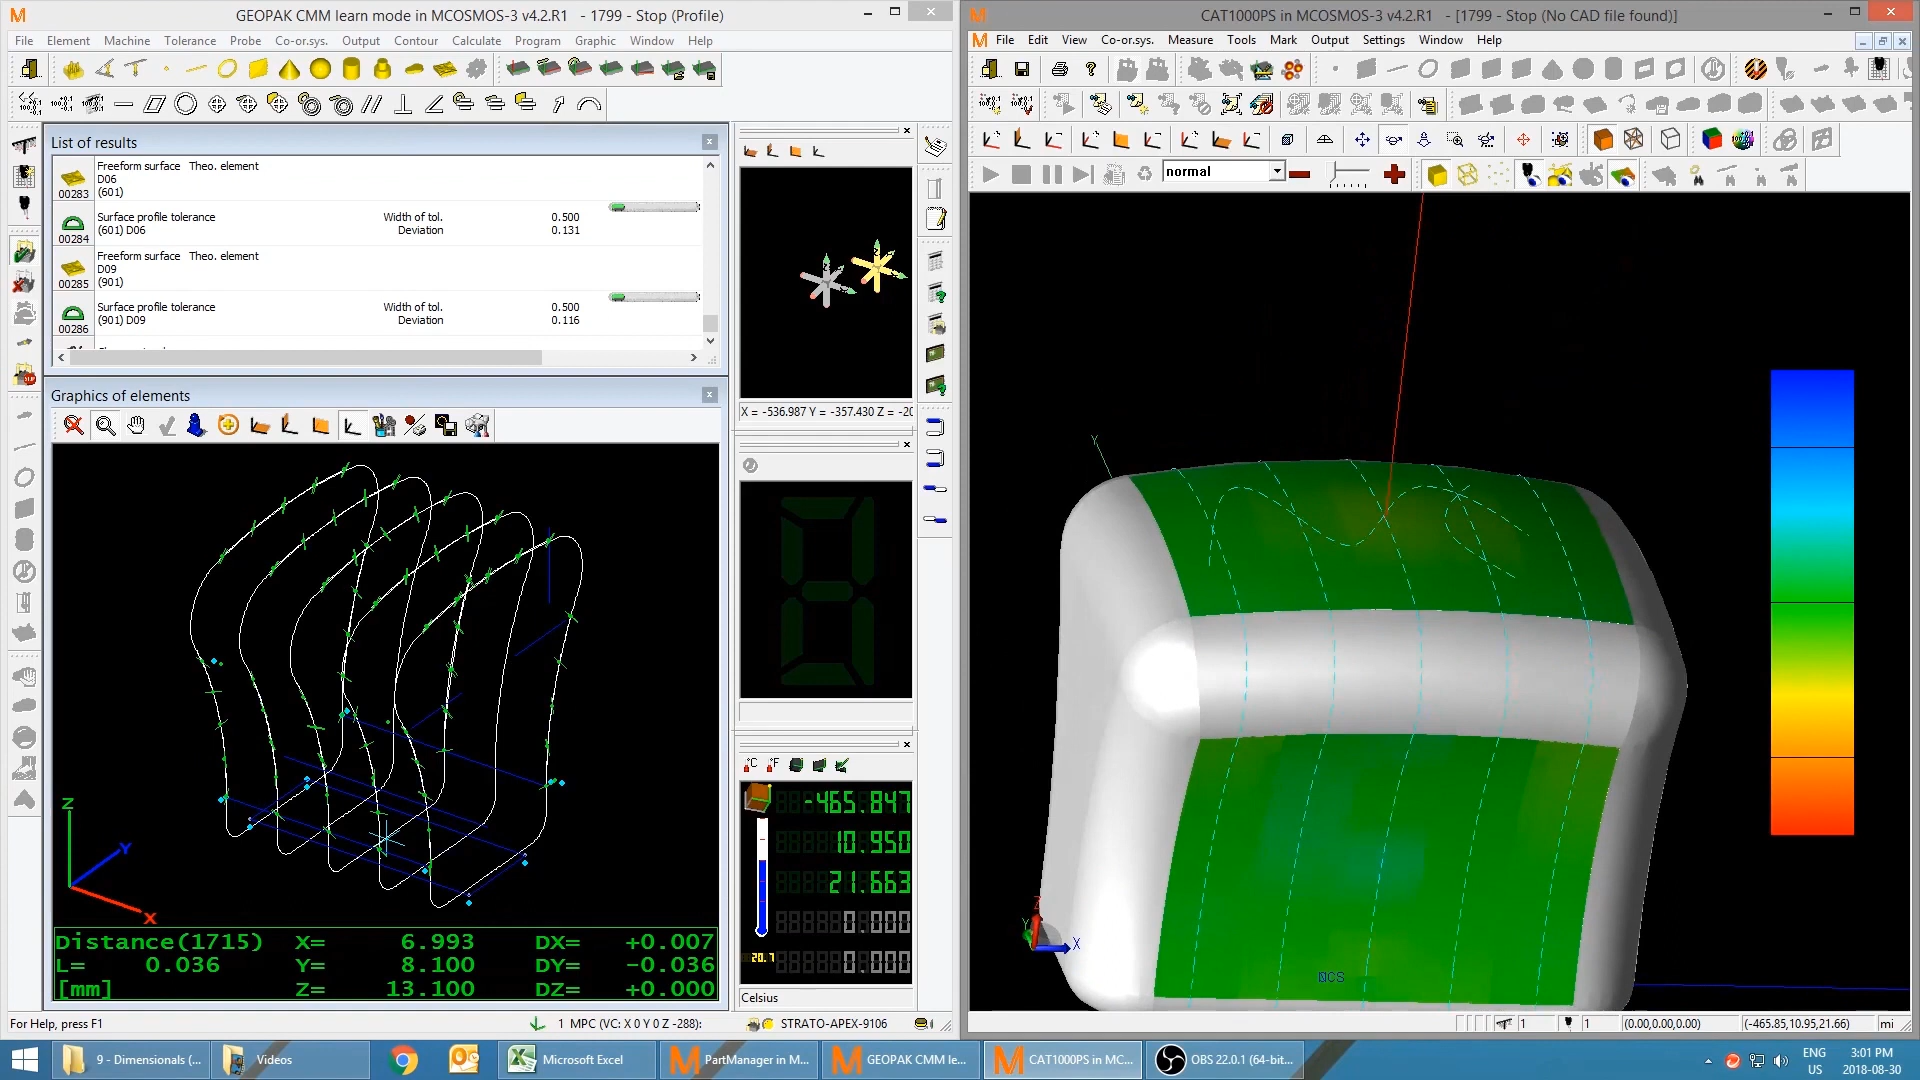 GEOPAK CMM learn mode in MCOSMOS-3 v4.2.R1   - 1799 - Stop (Profile)
File Element Machine Tolerance Probe Co-or.sys. Output Contour Calculate Program Graphic Window Help
List of results
Freeform surface Theo. element
D06
00283 (601)
Surface profile tolerance Width of tol. 0.500
(601) D06 Deviation 0.131
00284
Freeform surface Theo. element
D09
00285 (901)
Surface profile tolerance Width of tol. 0.500
(901) D09 Deviation 0.116
00286
Graphics of elements
Z
Y
X
Distance(1715) X= 6.993 DX= +0.007
L= 0.036 Y= 8.100 DY= -0.036
[mm] Z= 13.100 DZ= +0.000
X = -536.987 Y = -357.430 Z = -20
°C °F
-465.847
10.950
21.663
0.000
0.000
20.7
Celsius
For Help, press F1
1 MPC (VC: X 0 Y 0 Z -288):
STRATO-APEX-9106
CAT1000PS in MCOSMOS-3 v4.2.R1   - [1799 - Stop (No CAD file found)]
File Edit View Co-or.sys. Measure Tools Mark Output Settings Window Help
normal
Y
Z
Y
X
1
1
(0.00,0.00,0.00)
(-465.85,10.95,21.66)
mi
9 - Dimensionals (...
Videos
Microsoft Excel
PartManager in M...
GEOPAK CMM le...
CAT1000PS in MC...
OBS 22.0.1 (64-bit...
ENG
US
3:01 PM
2018-08-30